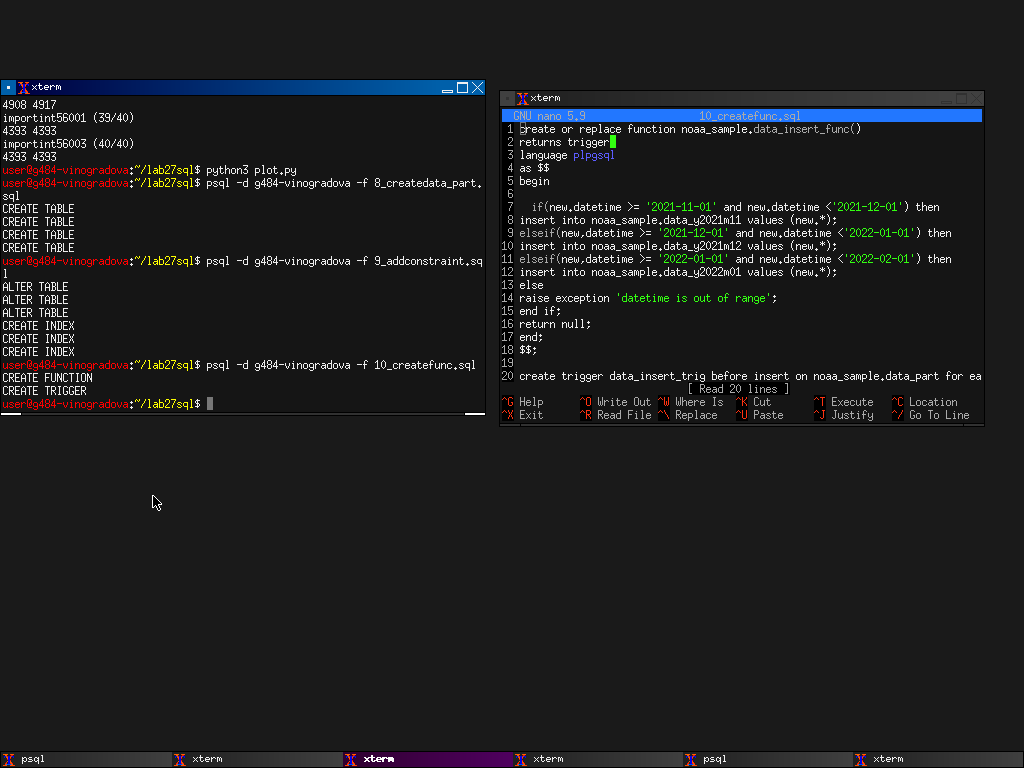 xterm
4908 4917
importint56001 (39/40)
4393 4393
importint56003 (40/40)
4393 4393
user@g484-vinogradova:~/lab27sql$ python3 plot.py
user@g484-vinogradova:~/lab27sql$ psql -d g484-vinogradova -f 8_createdata_part.
sql
CREATE TABLE
CREATE TABLE
CREATE TABLE
CREATE TABLE
user@g484-vinogradova:~/lab27sql$ psql -d g484-vinogradova -f 9_addconstraint.sq
l
ALTER TABLE
ALTER TABLE
ALTER TABLE
CREATE INDEX
CREATE INDEX
CREATE INDEX
user@g484-vinogradova:~/lab27sql$ psql -d g484-vinogradova -f 10_createfunc.sql
CREATE FUNCTION
CREATE TRIGGER
user@g484-vinogradova:~/lab27sql$
xterm
GNU nano 5.9 10_createfunc.sql
1 create or replace function noaa_sample.data_insert_func()
2 returns trigger
3 language plpgsql
4 as $$
5 begin
6
7 if(new.datetime >= '2021-11-01' and new.datetime <'2021-12-01') then
8 insert into noaa_sample.data_y2021m11 values (new.*);
9 elseif(new.datetime >= '2021-12-01' and new.datetime <'2022-01-01') then
10 insert into noaa_sample.data_y2021m12 values (new.*);
11 elseif(new.datetime >= '2022-01-01' and new.datetime <'2022-02-01') then
12 insert into noaa_sample.data_y2022m01 values (new.*);
13 else
14 raise exception 'datetime is out of range';
15 end if;
16 return null;
17 end;
18 $$;
19
20 create trigger data_insert_trig before insert on noaa_sample.data_part for ea
[ Read 20 lines ]
^G Help ^O Write Out ^W Where Is ^K Cut ^T Execute ^C Location
^X Exit ^R Read File ^\ Replace ^U Paste ^J Justify ^/ Go To Line
psql xterm xterm xterm psql xterm